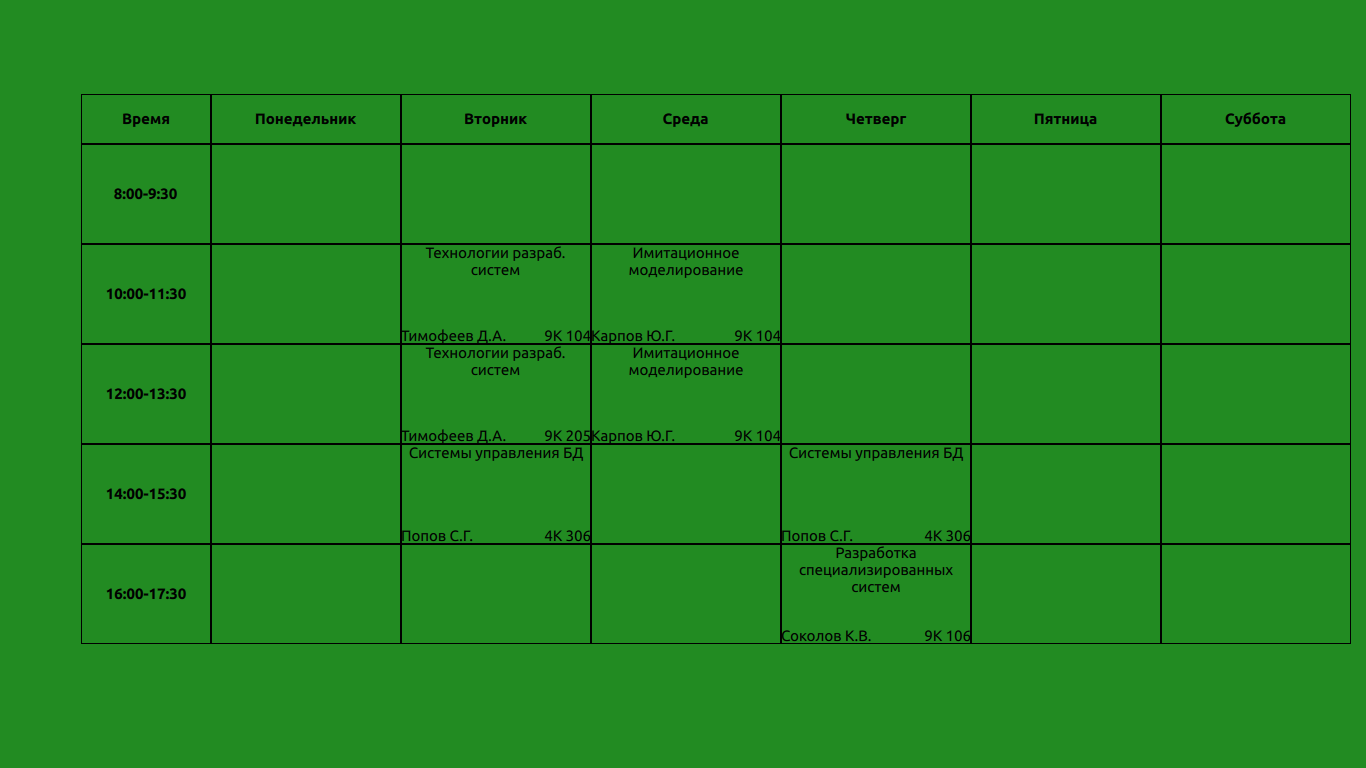 Время Понедельник Вторник Среда Четверг Пятница Суббота
8:00-9:30
10:00-11:30
Технологии разраб.
систем
Тимофеев Д.А. 9К 104
Имитационное
моделирование
Карпов Ю.Г. 9К 104
12:00-13:30
Технологии разраб.
систем
Тимофеев Д.А. 9К 205
Имитационное
моделирование
Карпов Ю.Г. 9К 104
14:00-15:30
Системы управления БД
Попов С.Г. 4К 306
Системы управления БД
Попов С.Г. 4К 306
16:00-17:30
Разработка
специализированных
систем
Соколов К.В. 9К 106